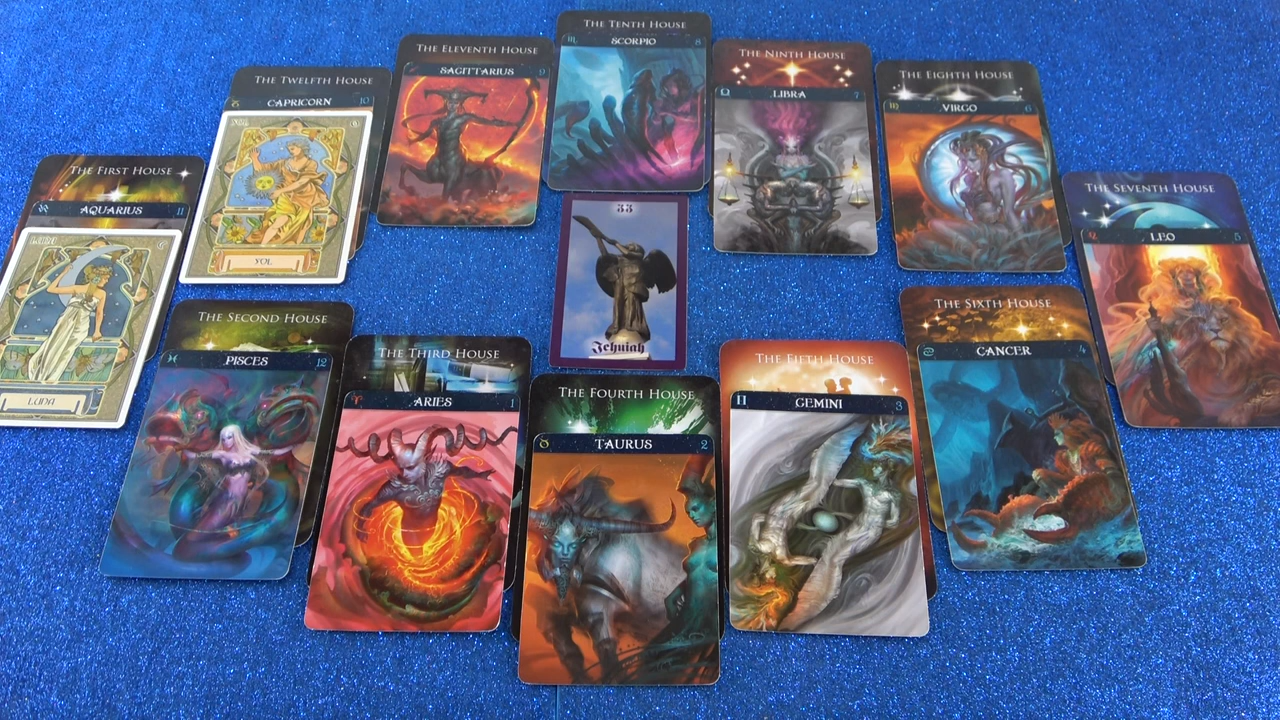 THE TENTH HOUSE
SCORPIO 8
THE ELEVENTH HOUSE
SAGITTARIUS 9
THE NINTH HOUSE
LIBRA 7
THE TWELFTH HOUSE
CAPRICORN 10
SOL
THE EIGHTH HOUSE
VIRGO 6
THE FIRST HOUSE
AQUARIUS 11
LUNA
THE SEVENTH HOUSE
LEO 5
33
Jehuiah
THE SECOND HOUSE
PISCES 12
THE THIRD HOUSE
ARIES 1
THE FOURTH HOUSE
TAURUS 2
THE FIFTH HOUSE
GEMINI 3
THE SIXTH HOUSE
CANCER 4